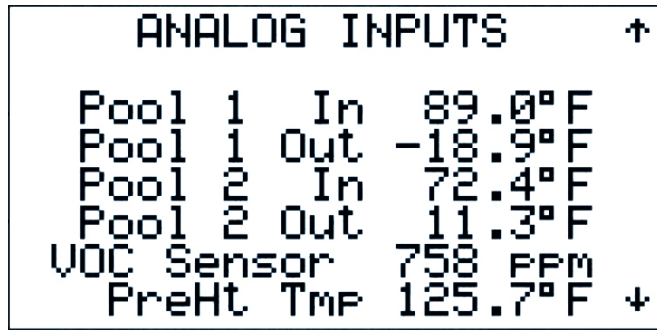 ANALOG INPUTS ↑
Pool 1 In 89.0°F
Pool 1 Out -18.9°F
Pool 2 In 72.4°F
Pool 2 Out 11.3°F
VOC Sensor 758 ppm
PreHt Tmp 125.7°F ↓